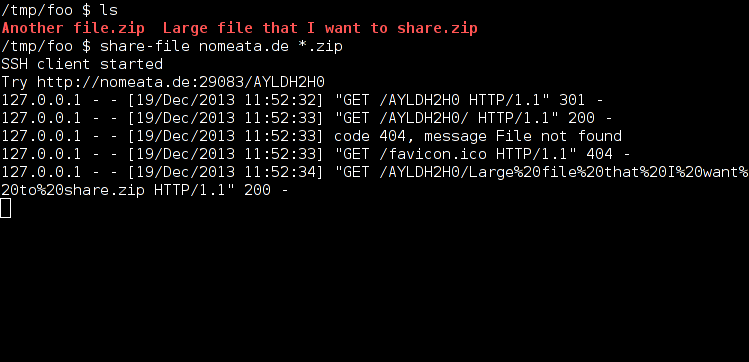 /tmp/foo $ ls
Another file.zip  Large file that I want to share.zip
/tmp/foo $ share-file nomeata.de *.zip
SSH client started
Try http://nomeata.de:29083/AYLDH2H0
127.0.0.1 - - [19/Dec/2013 11:52:32] "GET /AYLDH2H0 HTTP/1.1" 301 -
127.0.0.1 - - [19/Dec/2013 11:52:33] "GET /AYLDH2H0/ HTTP/1.1" 200 -
127.0.0.1 - - [19/Dec/2013 11:52:33] code 404, message File not found
127.0.0.1 - - [19/Dec/2013 11:52:33] "GET /favicon.ico HTTP/1.1" 404 -
127.0.0.1 - - [19/Dec/2013 11:52:34] "GET /AYLDH2H0/Large%20file%20that%20I%20want%
20to%20share.zip HTTP/1.1" 200 -